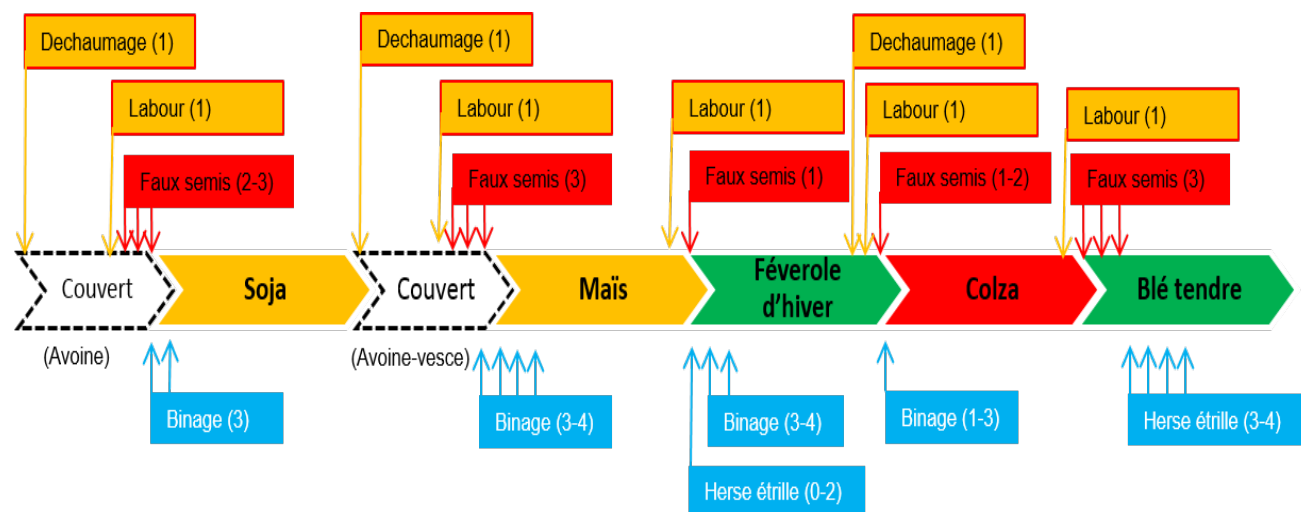 Dechaumage (1)
Dechaumage (1)
Dechaumage (1)
Labour (1)
Labour (1)
Labour (1)
Labour (1)
Labour (1)
Faux semis (2-3)
Faux semis (3)
Faux semis (1)
Faux semis (1-2)
Faux semis (3)
Couvert
Soja
Couvert
Maïs
Féverole
d'hiver
Colza
Blé tendre
(Avoine)
(Avoine-vesce)
Binage (3)
Binage (3-4)
Binage (3-4)
Binage (1-3)
Herse étrille (3-4)
Herse étrille (0-2)